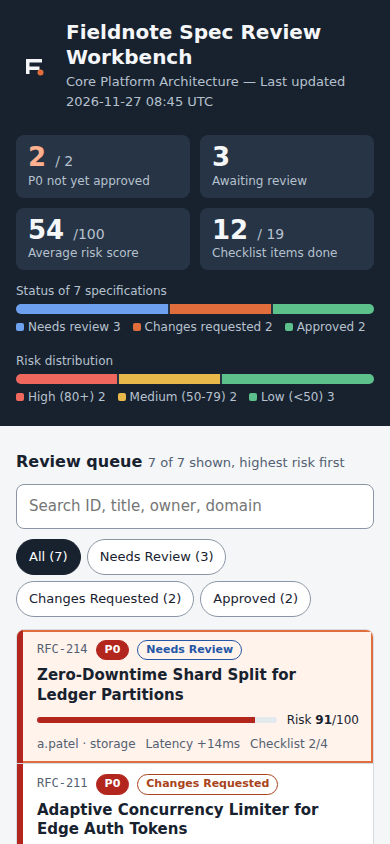 Fieldnote Spec Review
Workbench
Core Platform Architecture — Last updated
2026-11-27 08:45 UTC
2 / 2
P0 not yet approved
3
Awaiting review
54 /100
Average risk score
12 / 19
Checklist items done
Status of 7 specifications
Needs review 3 Changes requested 2 Approved 2
Risk distribution
High (80+) 2 Medium (50-79) 2 Low (<50) 3
Review queue 7 of 7 shown, highest risk first
Search ID, title, owner, domain
All (7) Needs Review (3)
Changes Requested (2) Approved (2)
RFC-214 P0 Needs Review
Zero-Downtime Shard Split for
Ledger Partitions
Risk 91/100
a.patel · storage Latency +14ms Checklist 2/4
RFC-211 P0 Changes Requested
Adaptive Concurrency Limiter for
Edge Auth Tokens